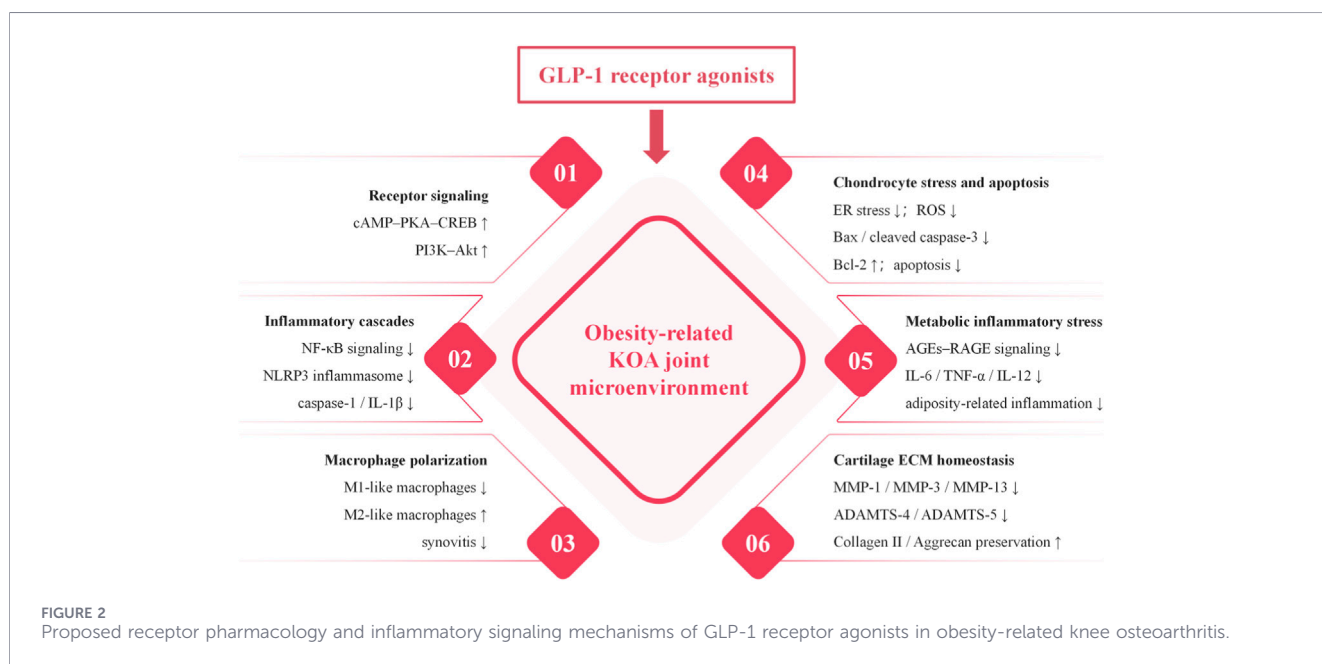 GLP-1 receptor agonists
01
Receptor signaling
cAMP–PKA–CREB ↑
PI3K–Akt ↑
02
Inflammatory cascades
NF-κB signaling ↓
NLRP3 inflammasome ↓
caspase-1 / IL-1β ↓
03
Macrophage polarization
M1-like macrophages ↓
M2-like macrophages ↑
synovitis ↓
Obesity-related
KOA joint
microenvironment
04
Chondrocyte stress and apoptosis
ER stress ↓; ROS ↓
Bax / cleaved caspase-3 ↓
Bcl-2 ↑; apoptosis ↓
05
Metabolic inflammatory stress
AGEs–RAGE signaling ↓
IL-6 / TNF-α / IL-12 ↓
adiposity-related inflammation ↓
06
Cartilage ECM homeostasis
MMP-1 / MMP-3 / MMP-13 ↓
ADAMTS-4 / ADAMTS-5 ↓
Collagen II / Aggrecan preservation ↑
FIGURE 2
Proposed receptor pharmacology and inflammatory signaling mechanisms of GLP-1 receptor agonists in obesity-related knee osteoarthritis.